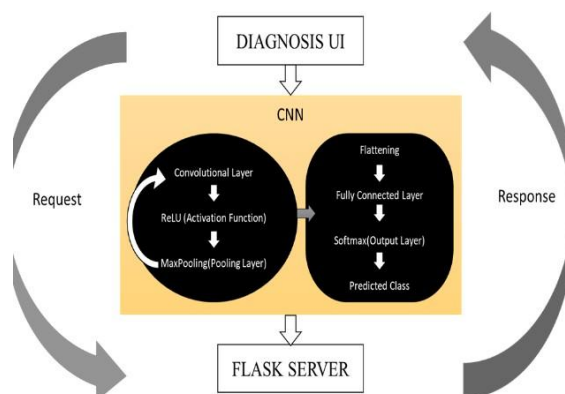 DIAGNOSIS UI
CNN
Convolutional Layer
ReLU (Activation Function)
MaxPooling(Pooling Layer)
Flattening
Fully Connected Layer
Softmax(Output Layer)
Predicted Class
Request
Response
FLASK SERVER